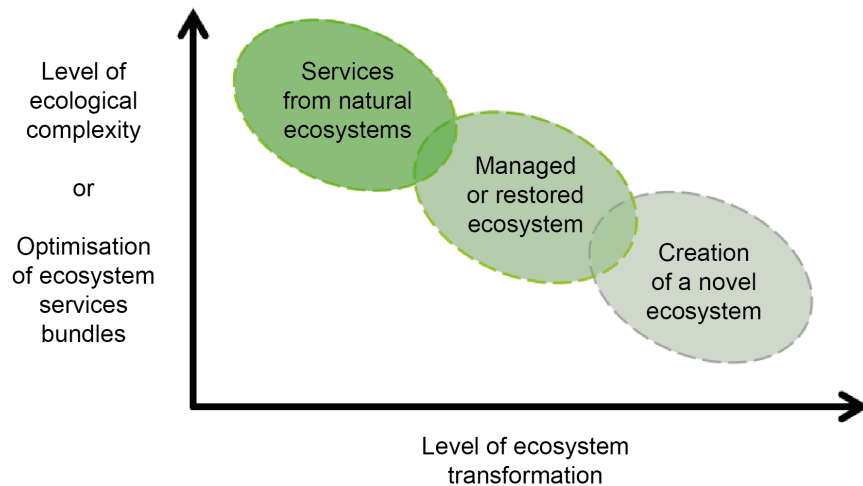 Level of
ecological
complexity
or
Optimisation
of ecosystem
services
bundles
Services
from natural
ecosystems
Managed
or restored
ecosystem
Creation
of a novel
ecosystem
Level of ecosystem
transformation